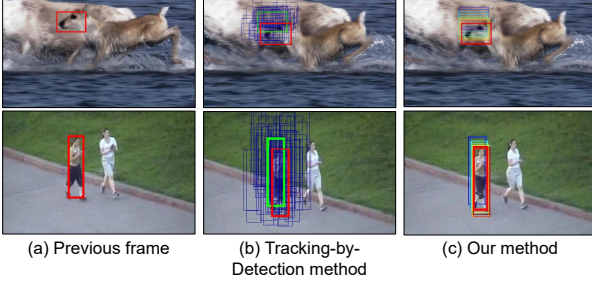 (a) Previous frame
(b) Tracking-by-
Detection method
(c) Our method